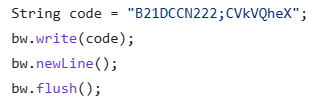 String code = "B21DCCN222;CVkVQheX";
bw.write(code);
bw.newLine();
bw.flush();